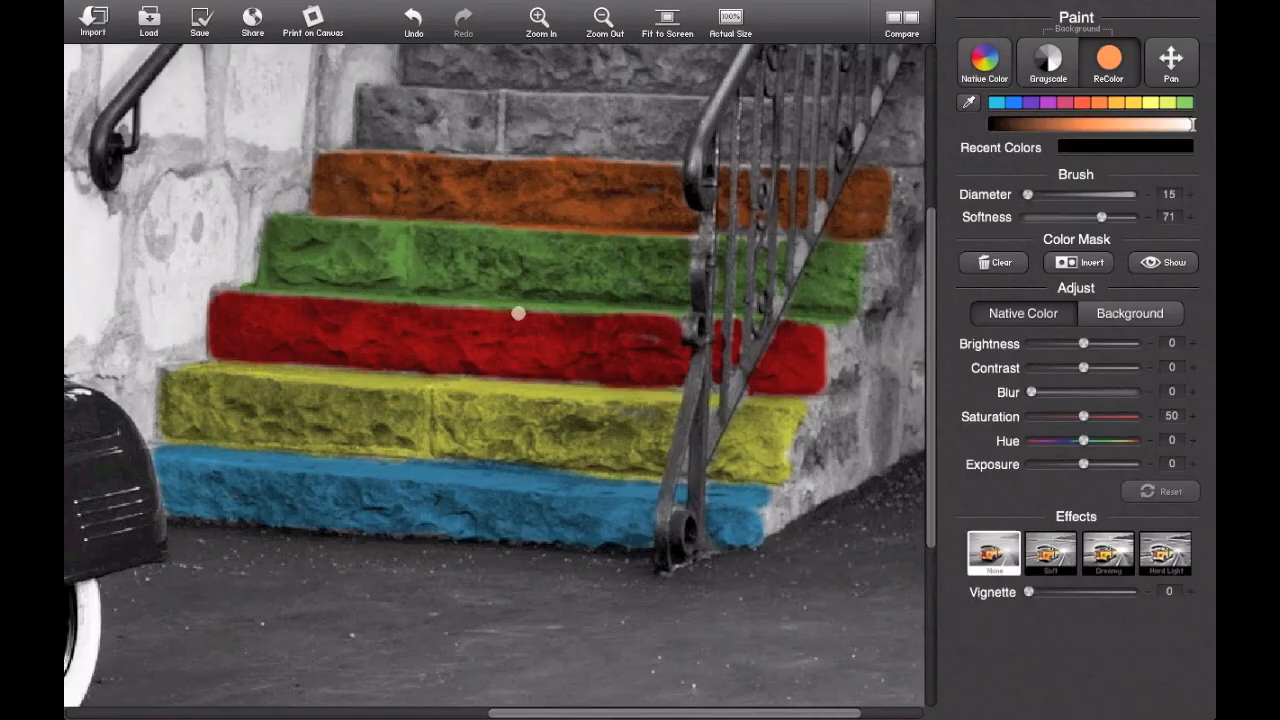 Import Load Save Share Print on Canvas Undo Redo Zoom In Zoom Out Fit to Screen 100% Actual Size Compare
Paint
Background
Native Color Grayscale ReColor Pan
Recent Colors
Brush
Diameter 15
Softness 71
Color Mask
Clear Invert Show
Adjust
Native Color Background
Brightness 0
Contrast 0
Blur 0
Saturation 50
Hue 0
Exposure 0
Reset
Effects
None Soft Dreamy Hard Light
Vignette 0